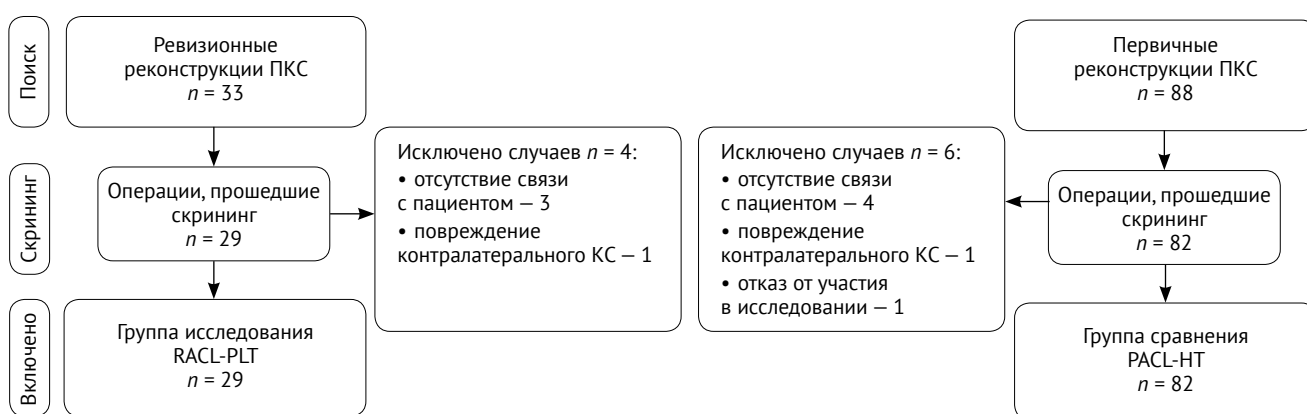 Поиск
Ревизионные
реконструкции ПКС
n = 33
Первичные
реконструкции ПКС
n = 88
Скрининг
Операции, прошедшие
скрининг
n = 29
Исключено случаев n = 4:
• отсутствие связи
с пациентом — 3
• повреждение
контралатерального КС — 1
Исключено случаев n = 6:
• отсутствие связи
с пациентом — 4
• повреждение
контралатерального КС — 1
• отказ от участия
в исследовании — 1
Операции, прошедшие
скрининг
n = 82
Включено
Группа исследования
RACL-PLT
n = 29
Группа сравнения
PACL-HT
n = 82